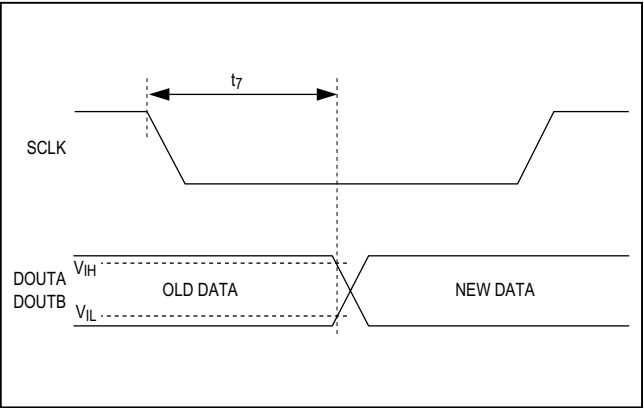 t7
SCLK
DOUTA
DOUTB
VIH
OLD DATA
NEW DATA
VIL